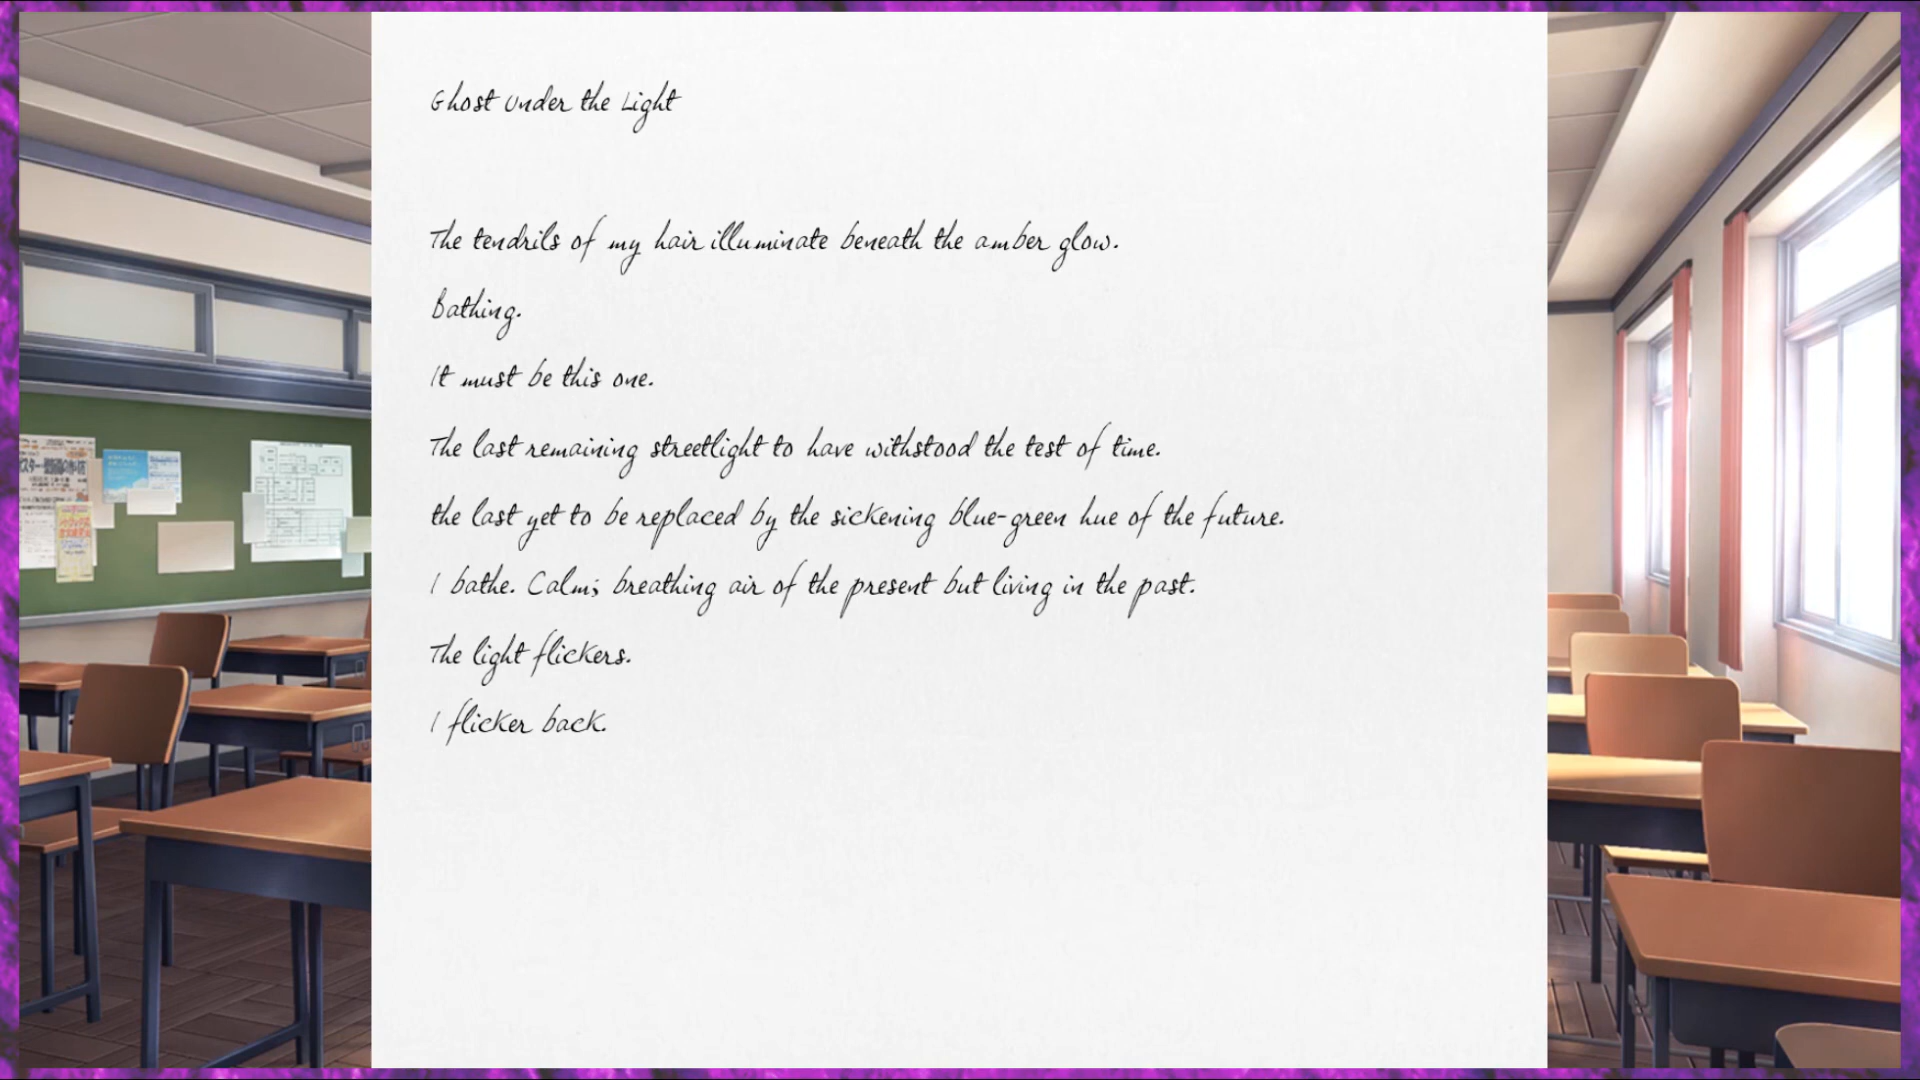 Ghost Under the Light
The tendrils of my hair illuminate beneath the amber glow.
Bathing.
It must be this one.
The last remaining streetlight to have withstood the test of time.
the last yet to be replaced by the sickening blue-green hue of the future.
I bathe. Calm; breathing air of the present but living in the past.
The light flickers.
I flicker back.